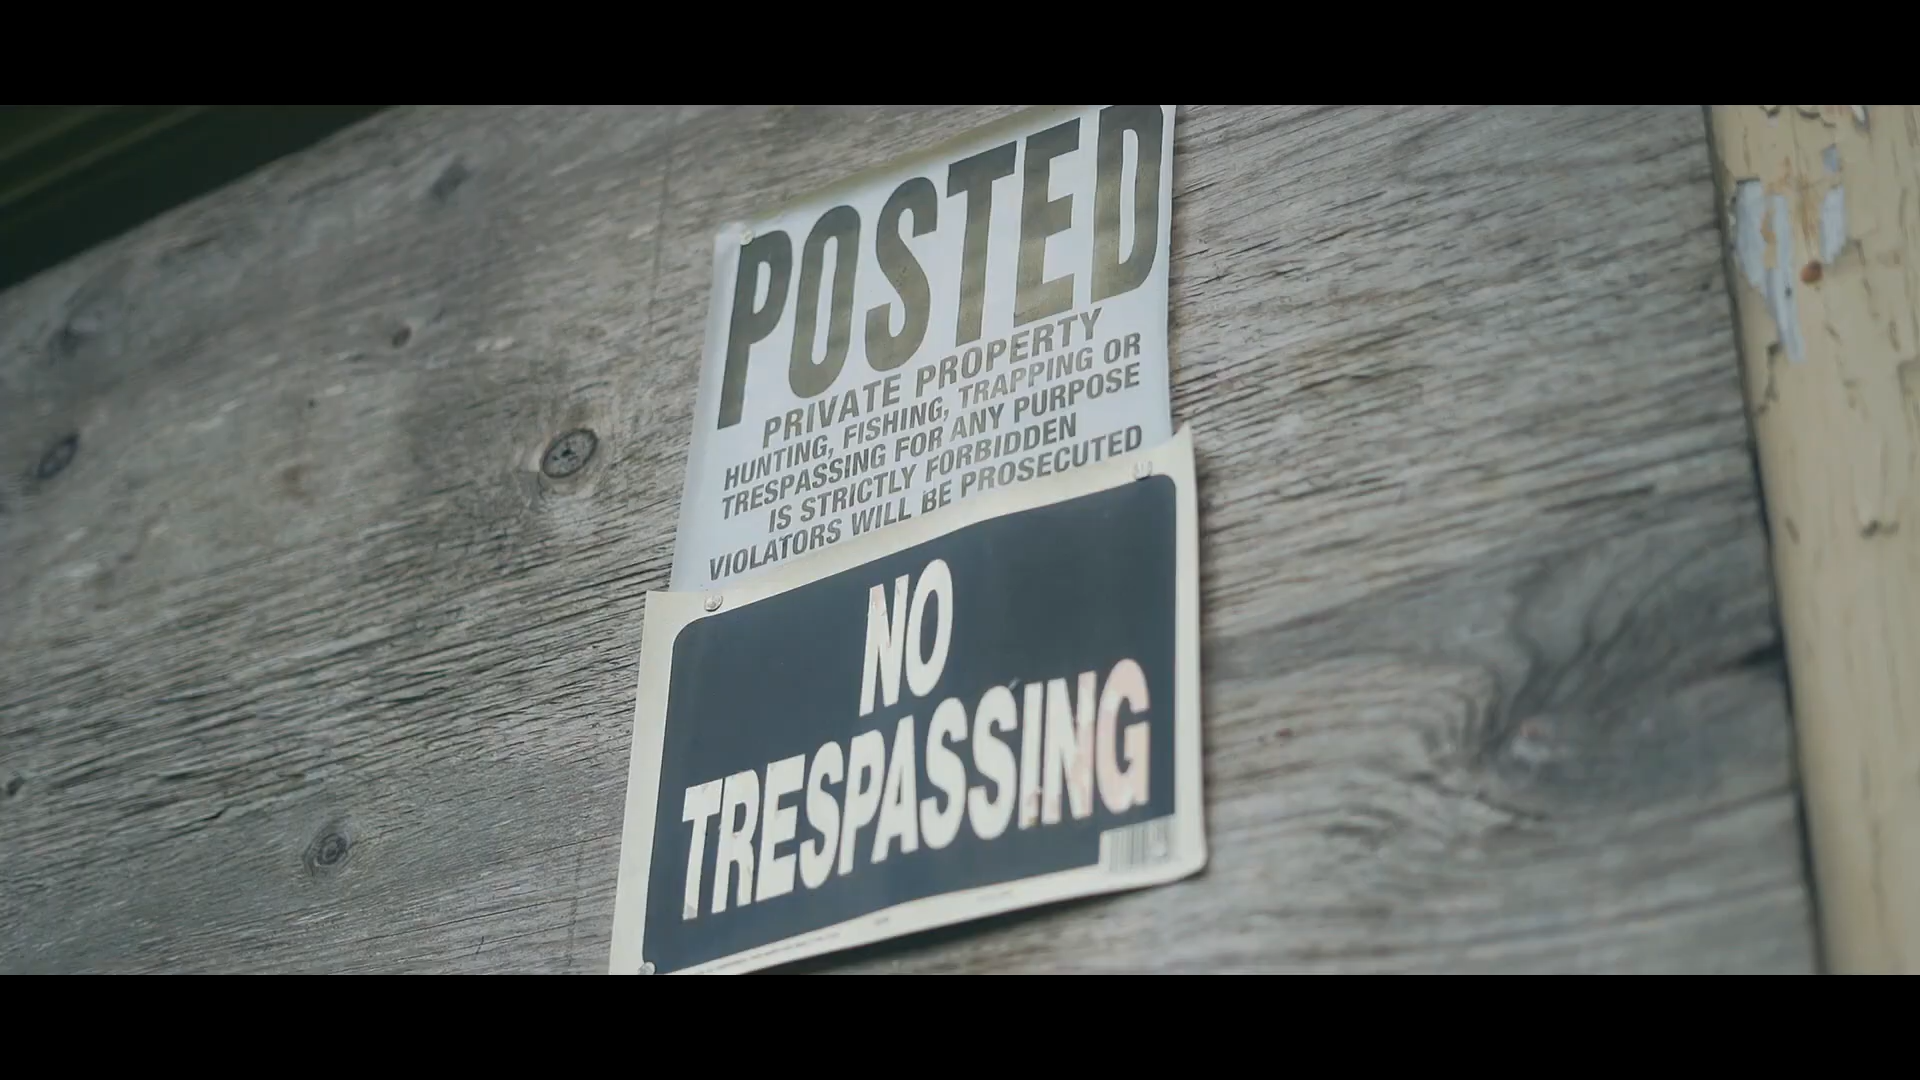 POSTED
PRIVATE PROPERTY
HUNTING, FISHING, TRAPPING OR
TRESPASSING FOR ANY PURPOSE
IS STRICTLY FORBIDDEN
VIOLATORS WILL BE PROSECUTED
NO
TRESPASSING